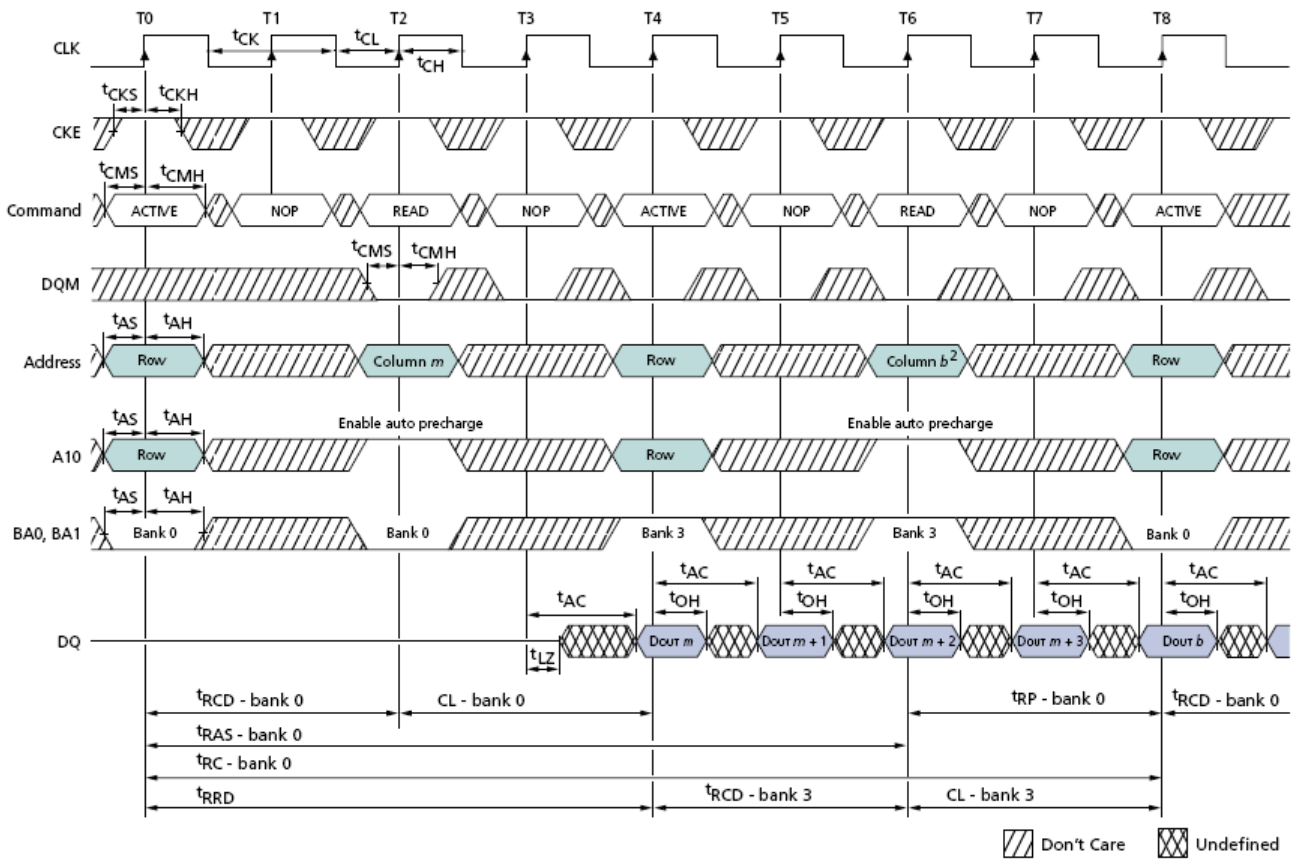 T0 T1 T2 T3 T4 T5 T6 T7 T8
CLK tCK tCL tCH
tCKS tCKH
CKE
tCMS tCMH
Command ACTIVE NOP READ NOP ACTIVE NOP READ NOP ACTIVE
tCMS tCMH
DQM
tAS tAH
Address Row Column m Row Column b² Row
tAS tAH Enable auto precharge Enable auto precharge
A10 Row Row Row
tAS tAH
BA0, BA1 Bank 0 Bank 0 Bank 3 Bank 3 Bank 0
tAC tAC tAC tAC tAC tAC
tOH tOH tOH tOH tOH
DQ DOUT m DOUT m + 1 DOUT m + 2 DOUT m + 3 DOUT b
tLZ
tRCD - bank 0 CL - bank 0 tRP - bank 0 tRCD - bank 0
tRAS - bank 0
tRC - bank 0
tRRD tRCD - bank 3 CL - bank 3
Don't Care Undefined